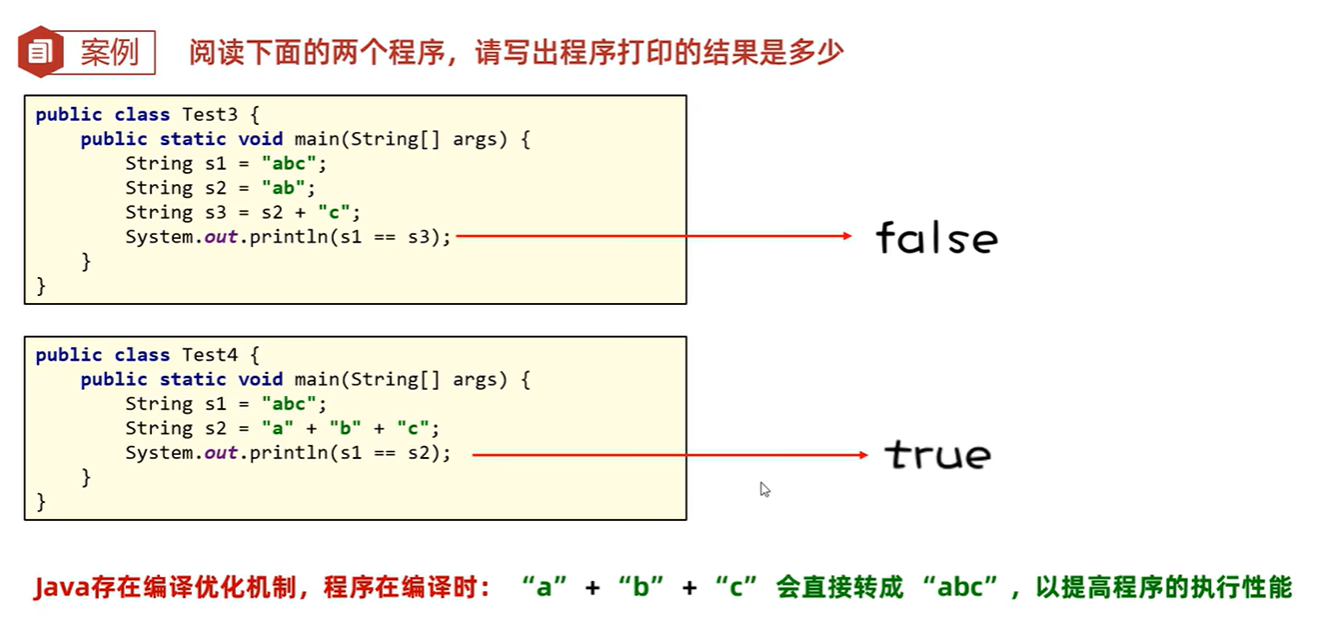 案例 阅读下面的两个程序，请写出程序打印的结果是多少
public class Test3 {
    public static void main(String[] args) {
        String s1 = "abc";
        String s2 = "ab";
        String s3 = s2 + "c";
        System.out.println(s1 == s3); false
    }
}
public class Test4 {
    public static void main(String[] args) {
        String s1 = "abc";
        String s2 = "a" + "b" + "c";
        System.out.println(s1 == s2); true
    }
}
Java存在编译优化机制，程序在编译时： “a” + “b” + “c” 会直接转成 “abc” ，以提高程序的执行性能